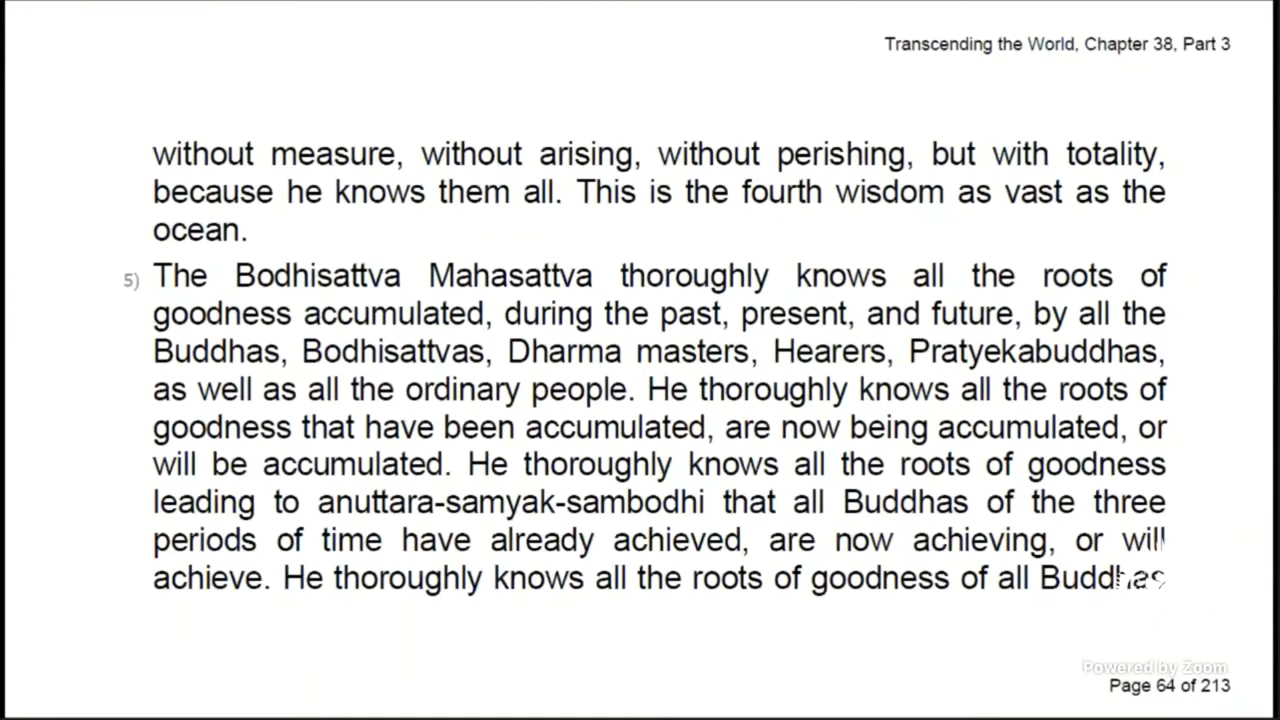 Transcending the World, Chapter 38, Part 3
without measure, without arising, without perishing, but with totality,
because he knows them all. This is the fourth wisdom as vast as the
ocean.
5) The Bodhisattva Mahasattva thoroughly knows all the roots of
goodness accumulated, during the past, present, and future, by all the
Buddhas, Bodhisattvas, Dharma masters, Hearers, Pratyekabuddhas,
as well as all the ordinary people. He thoroughly knows all the roots of
goodness that have been accumulated, are now being accumulated, or
will be accumulated. He thoroughly knows all the roots of goodness
leading to anuttara-samyak-sambodhi that all Buddhas of the three
periods of time have already achieved, are now achieving, or will
achieve. He thoroughly knows all the roots of goodness of all Buddhas
Powered by Zoom
Page 64 of 213